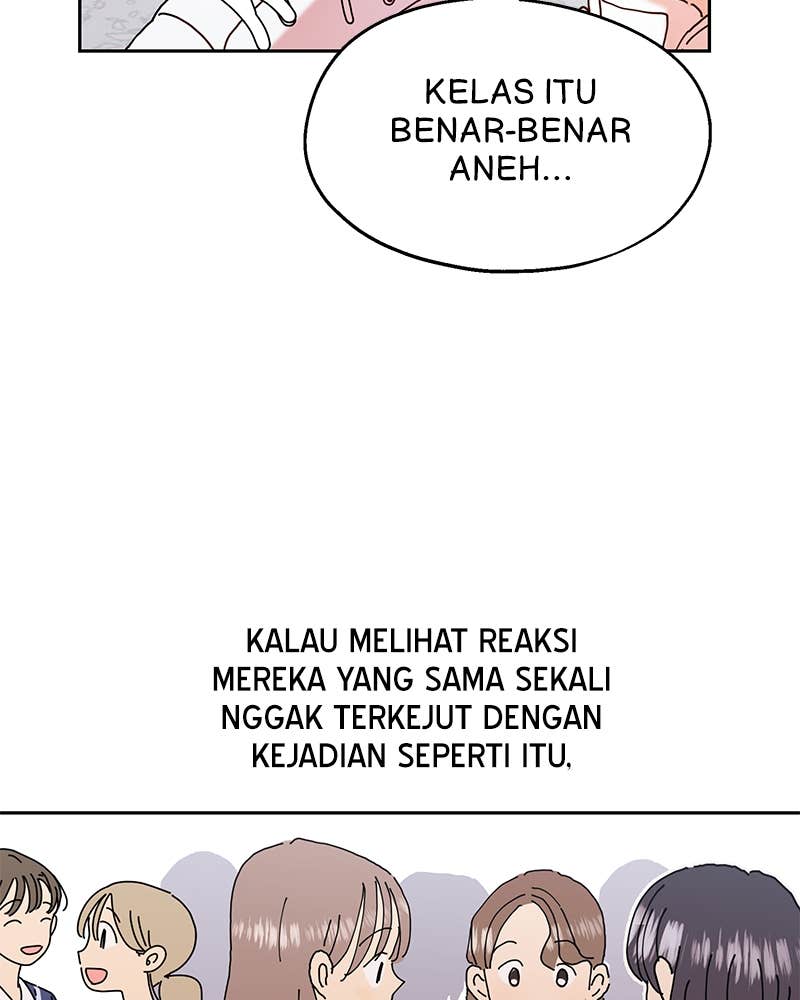 KELAS ITU
BENAR-BENAR
ANEH...
KALAU MELIHAT REAKSI
MEREKA YANG SAMA SEKALI
NGGAK TERKEJUT DENGAN
KEJADIAN SEPERTI ITU,